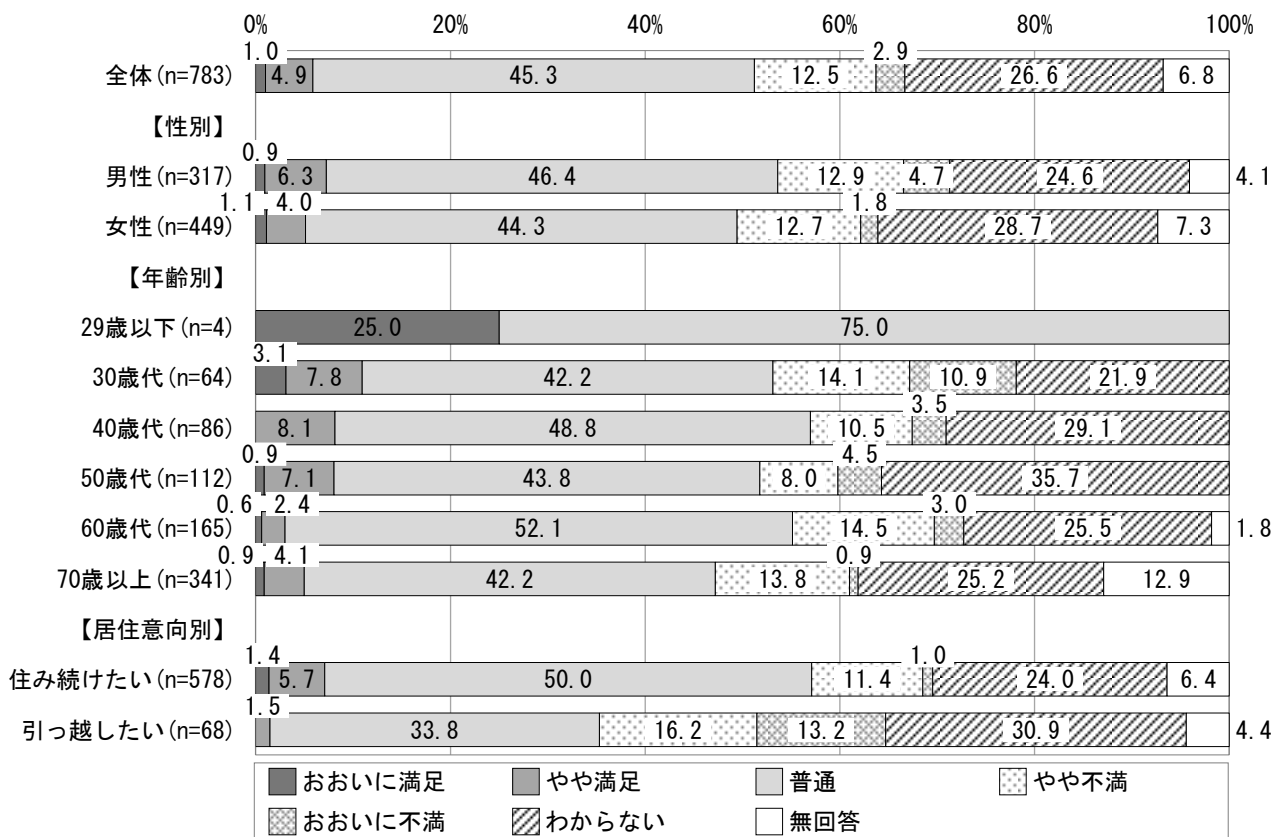 0% 20% 40% 60% 80% 100%
1.0 2.9
全体(n=783) 4.9 45.3 12.5 26.6 6.8
【性別】
0.9
男性(n=317) 6.3 46.4 12.9 4.7 24.6 4.1
1.1 4.0 1.8
女性(n=449) 44.3 12.7 28.7 7.3
【年齢別】
29歳以下(n=4) 25.0 75.0
3.1
30歳代(n=64) 7.8 42.2 14.1 10.9 21.9
3.5
40歳代(n=86) 8.1 48.8 10.5 29.1
0.9 4.5
50歳代(n=112) 7.1 43.8 8.0 35.7
0.6 2.4 3.0
60歳代(n=165) 52.1 14.5 25.5 1.8
0.9 4.1 0.9
70歳以上(n=341) 42.2 13.8 25.2 12.9
【居住意向別】
1.4 1.0
住み続けたい(n=578) 5.7 50.0 11.4 24.0 6.4
1.5
引っ越したい(n=68) 33.8 16.2 13.2 30.9 4.4
おおいに満足 やや満足 普通 やや不満
おおいに不満 わからない 無回答